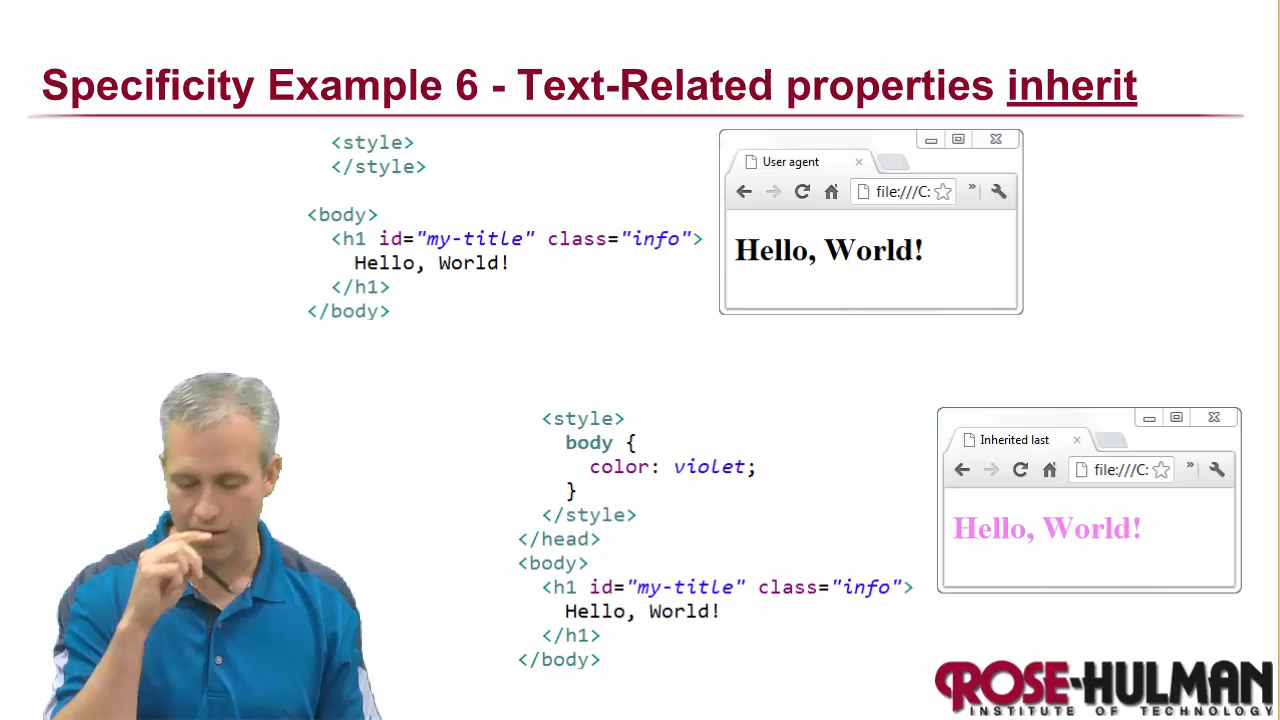 Specificity Example 6 - Text-Related properties inherit
<style>
</style>
<body>
<h1 id="my-title" class="info">
Hello, World!
</h1>
</body>
User agent
file:///C:
Hello, World!
<style>
body {
color: violet;
}
</style>
</head>
<body>
<h1 id="my-title" class="info">
Hello, World!
</h1>
</body>
Inherited last
file:///C:
Hello, World!
ROSE-HULMAN
INSTITUTE OF TECHNOLOGY